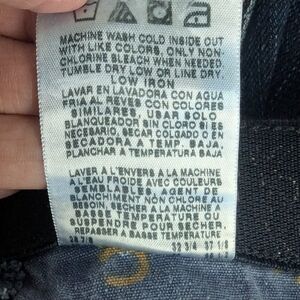 MACHINE WASH COLD INSIDE OUT
WITH LIKE COLORS. ONLY NON-
CHLORINE BLEACH WHEN NEEDED.
TUMBLE DRY LOW OR LINE DRY.
LOW IRON
LAVAR EN LAVADORA CON AGUA
FRIA AL REVES CON COLORES
SIMILARES, USAR SOLO
BLANQUEADOR SIN CLORO SI ES
NECESARIO, SECAR COLGADO O EN
SECADORA A TEMP. BAJA,
PLANCHAR A TEMPERATURA BAJA
LAVER A L'ENVERS A LA MACHINE
A L'EAU FROIDE AVEC COULEURS
SEMBLABLES. AGENT DE
BLANCHIMENT NON CHLORE AU
BESOIN. SECHER A LA MACHINE A
BASSE TEMPERATURE OU
SUSPENDRE POUR SECHER.
REPASSER A BASSE TEMPERATURE